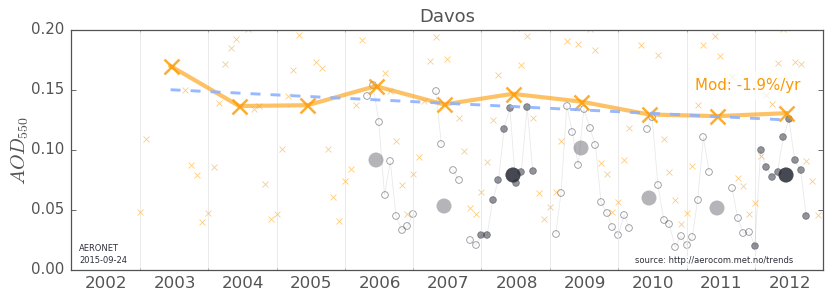 Davos
0.20
0.15
0.10
0.05
0.00
AOD550
Mod: -1.9%/yr
AERONET
2015-09-24
source: http://aerocom.met.no/trends
2002 2003 2004 2005 2006 2007 2008 2009 2010 2011 2012